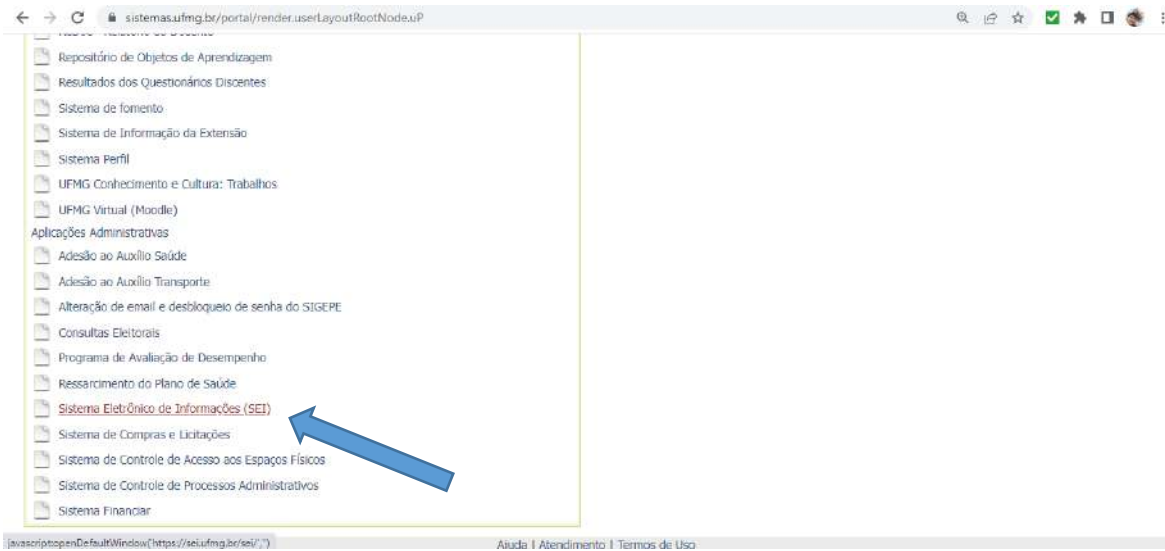 sistemas.ufmg.br/portal/render.userLayoutRootNode.uP
Repositório de Objetos de Aprendizagem
Resultados dos Questionários Discentes
Sistema de fomento
Sistema de Informação da Extensão
Sistema Perfil
UFMG Conhecimento e Cultura: Trabalhos
UFMG Virtual (Moodle)
Aplicações Administrativas
Adesão ao Auxílio Saúde
Adesão ao Auxílio Transporte
Alteração de email e desbloqueio de senha do SIGEPE
Consultas Eleitorais
Programa de Avaliação de Desempenho
Ressarcimento do Plano de Saúde
Sistema Eletrônico de Informações (SEI)
Sistema de Compras e Licitações
Sistema de Controle de Acesso aos Espaços Físicos
Sistema de Controle de Processos Administrativos
Sistema Financiar
javascript:openDefaultWindow('https://sei.ufmg.br/sei/','')
Ajuda | Atendimento | Termos de Uso